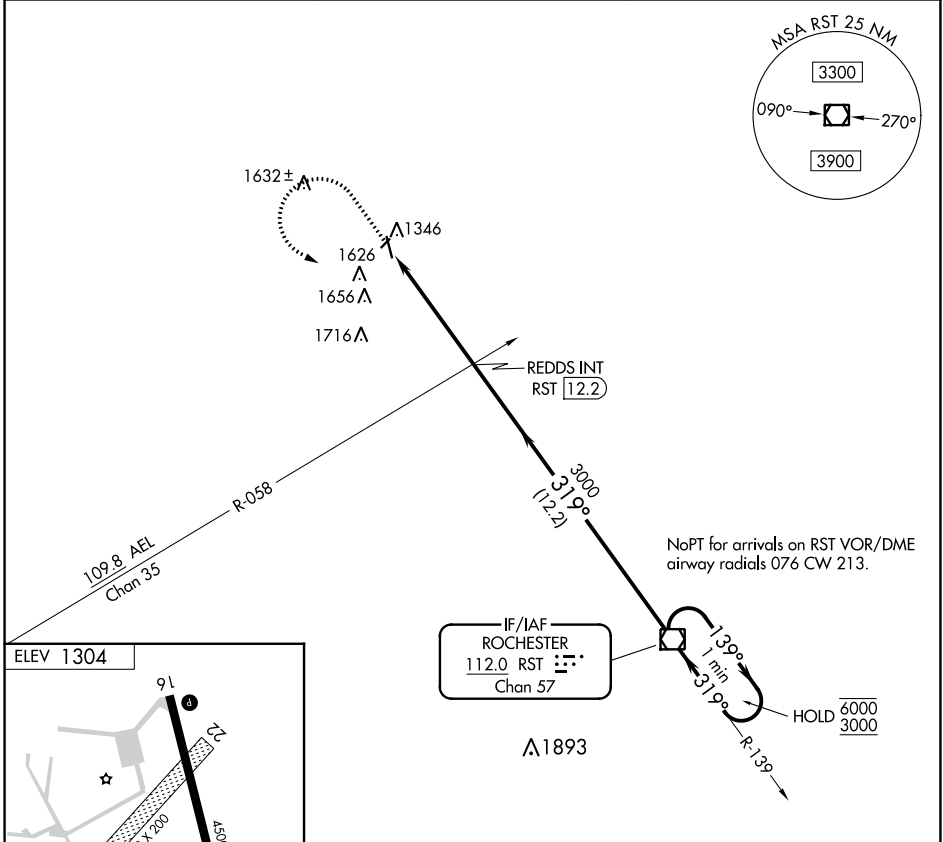 MSA RST 25 NM
3300
090°
270°
3900
1632±
1346
1626
1656
1716
REDDS INT
RST 12.2
3000
319°
(12.2)
R-058
109.8 AEL
Chan 35
NoPT for arrivals on RST VOR/DME
airway radials 076 CW 213.
IF/IAF
ROCHESTER
112.0 RST
Chan 57
139°
1 min
319°
HOLD 6000
3000
R-139
1893
ELEV 1304
16
P
22
X 200